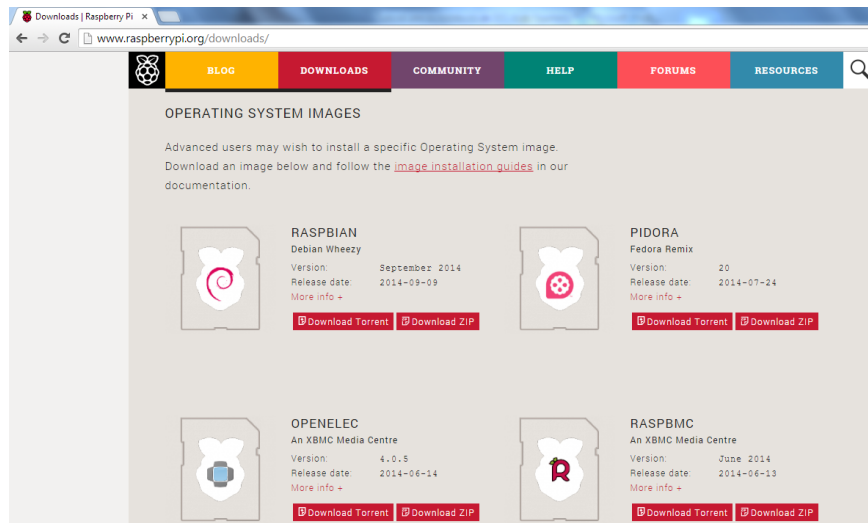 Downloads | Raspberry Pi
www.raspberrypi.org/downloads/
BLOG DOWNLOADS COMMUNITY HELP FORUMS RESOURCES
OPERATING SYSTEM IMAGES
Advanced users may wish to install a specific Operating System image.
Download an image below and follow the image installation guides in our
documentation.
RASPBIAN
Debian Wheezy
Version: September 2014
Release date: 2014-09-09
More info +
Download Torrent Download ZIP
PIDORA
Fedora Remix
Version: 20
Release date: 2014-07-24
More info +
Download Torrent Download ZIP
OPENELEC
An XBMC Media Centre
Version: 4.0.5
Release date: 2014-06-14
More info +
Download Torrent Download ZIP
RASPBMC
An XBMC Media Centre
Version: June 2014
Release date: 2014-06-13
More info +
Download Torrent Download ZIP